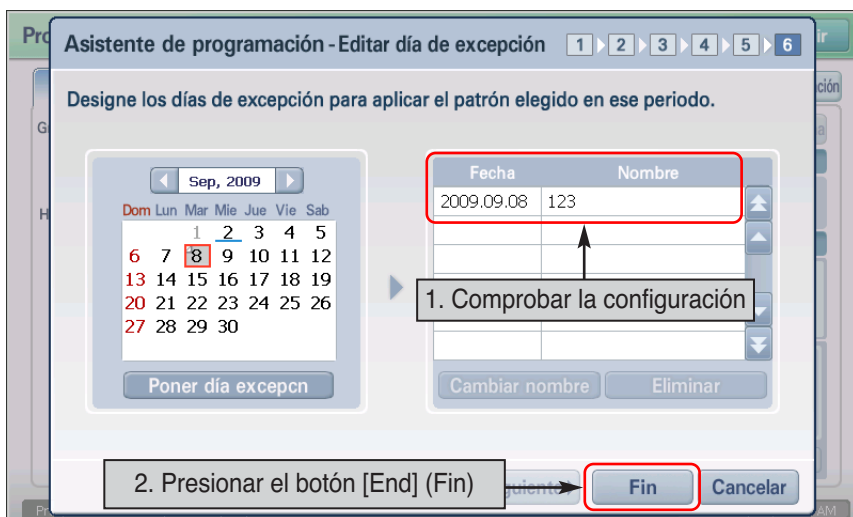 Asistente de programación - Editar día de excepción 1 2 3 4 5 6
Designe los días de excepción para aplicar el patrón elegido en ese periodo.
Sep, 2009
Dom Lun Mar Mie Jue Vie Sab
1 2 3 4 5
6 7 8 9 10 11 12
13 14 15 16 17 18 19
20 21 22 23 24 25 26
27 28 29 30
Poner día excepcn
Fecha Nombre
2009.09.08 123
1. Comprobar la configuración
Cambiar nombre Eliminar
2. Presionar el botón [End] (Fin)
Fin Cancelar
AM